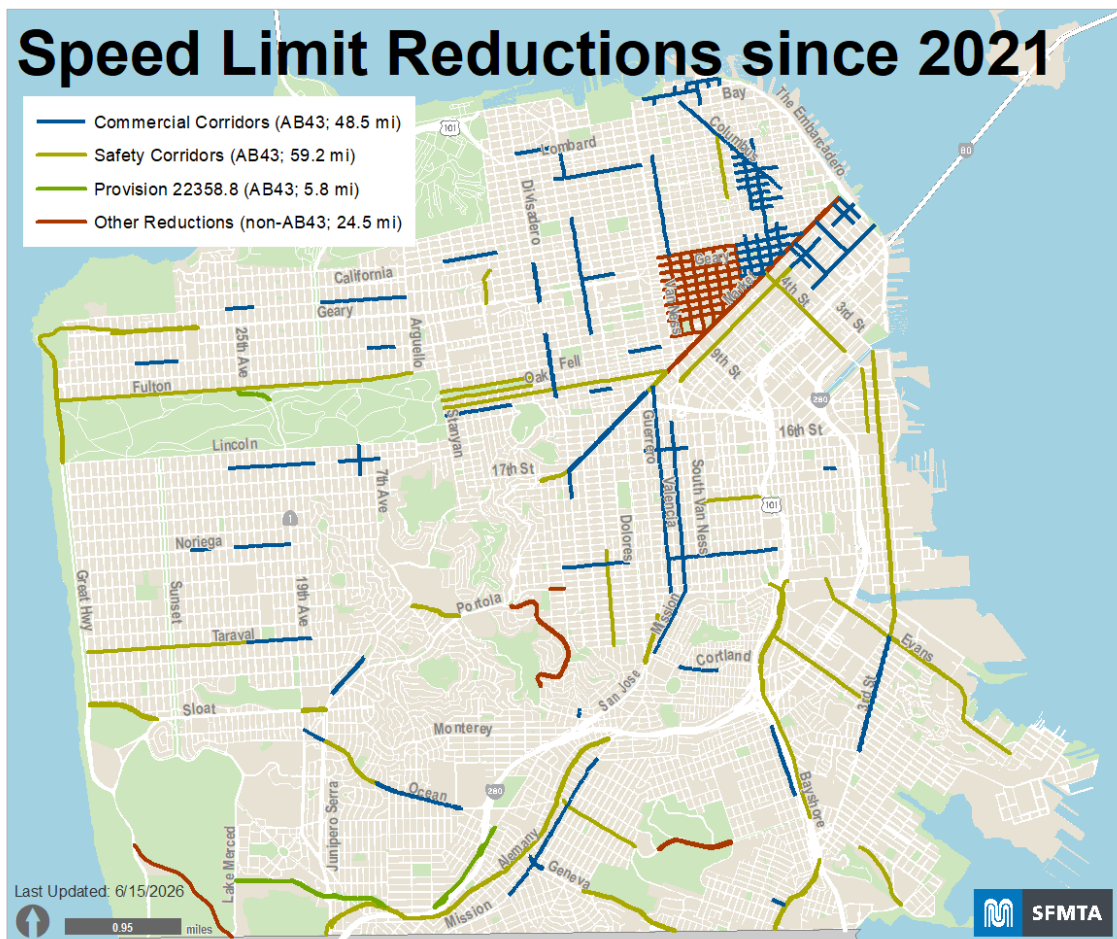 Speed Limit Reductions since 2021
Commercial Corridors (AB43; 48.5 mi)
Safety Corridors (AB43; 59.2 mi)
Provision 22358.8 (AB43; 5.8 mi)
Other Reductions (non-AB43; 24.5 mi)
101
Bay
The Embarcadero
Columbus
Lombard
80
Divisadero
California
Geary
Geary
Van Ness
Market
4th St
3rd St
25th Ave
Arguello
9th St
Fell
Oak
Fulton
280
Stanyan
Guerrero
16th St
Lincoln
17th St
7th Ave
Valencia
South Van Ness
101
1
Dolores
Noriega
Great Hwy
Sunset
19th Ave
Portola
Mission
Taraval
Evans
Cortland
San Jose
3rd St
Sloat
Monterey
280
Ocean
Junipero Serra
Bayshore
Alemany
Lake Merced
Geneva
Mission
Last Updated: 6/15/2026
0.95
miles
SFMTA